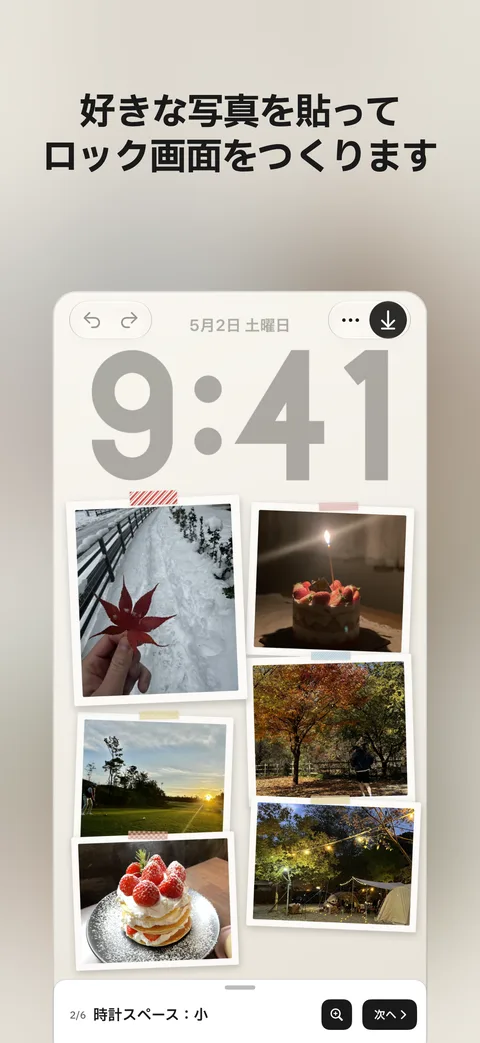 好きな写真を貼って
ロック画面をつくります
5月2日 土曜日
9:41
2/6 時計スペース：小
次へ